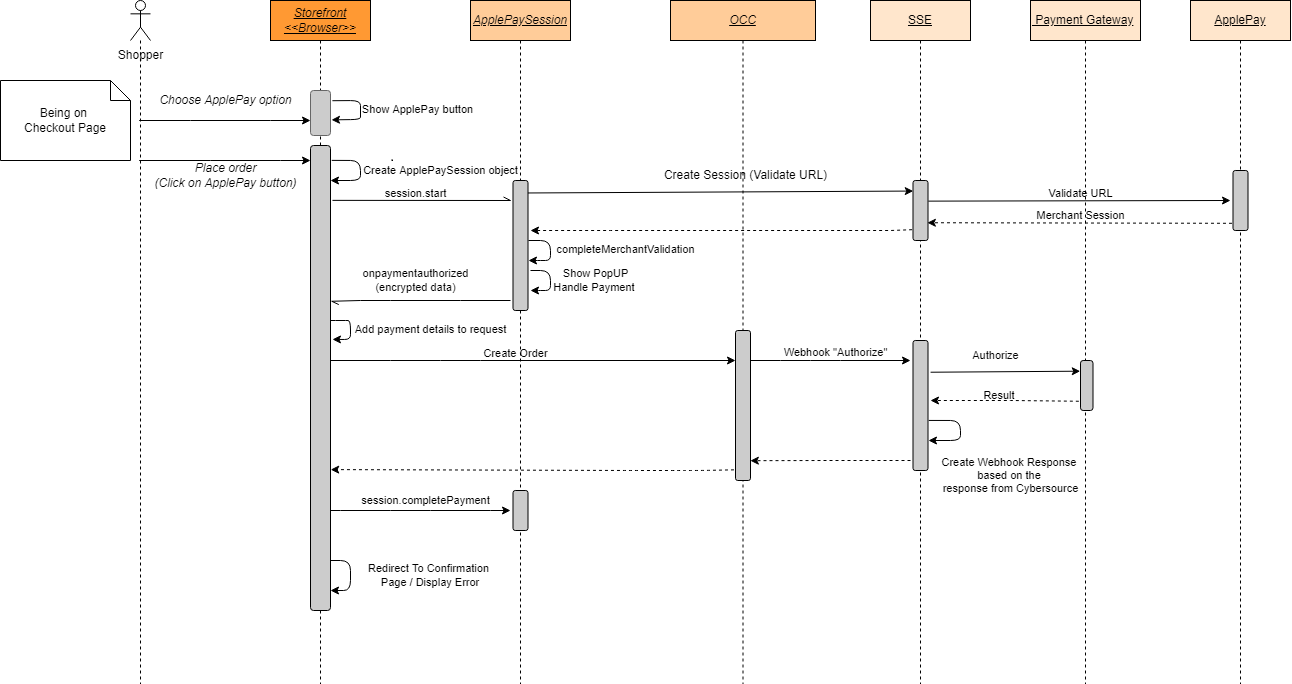 Storefront
<<Browser>>
ApplePaySession
OCC
SSE
Payment Gateway
ApplePay
Shopper
Being on
Checkout Page
Choose ApplePay option
Show ApplePay button
Place order
(Click on ApplePay button)
Create ApplePaySession object
session.start
Create Session (Validate URL)
Validate URL
Merchant Session
completeMerchantValidation
onpaymentauthorized
(encrypted data)
Show PopUP
Handle Payment
Add payment details to request
Create Order
Webhook "Authorize"
Authorize
Result
Create Webhook Response
based on the
response from Cybersource
session.completePayment
Redirect To Confirmation
Page / Display Error